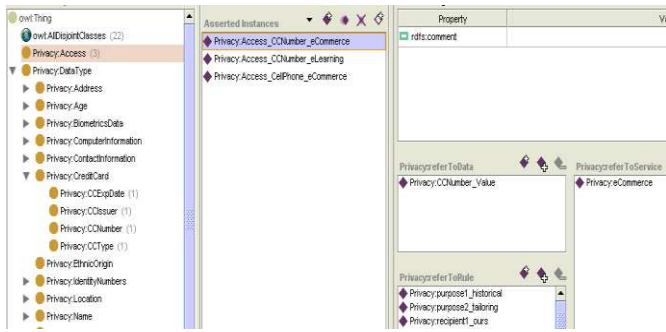 owl:Thing
owl:AllDisjointClasses (22)
Privacy:Access (3)
Privacy:DataType
Privacy:Address
Privacy:Age
Privacy:BiometricsData
Privacy:ComputerInformation
Privacy:ContactInformation
Privacy:CreditCard
Privacy:CCExpDate (1)
Privacy:CCIssuer (1)
Privacy:CCNumber (1)
Privacy:CCType (1)
Privacy:EthnicOrigin
Privacy:IdentityNumbers
Privacy:Location
Privacy:Name
Asserted Instances
Privacy:Access_CCNumber_eCommerce
Privacy:Access_CCNumber_eLearning
Privacy:Access_CellPhone_eCommerce
Property
rdfs:comment
Privacy:referToData
Privacy:CCNumber_Value
Privacy:referToService
Privacy:eCommerce
Privacy:referToRule
Privacy:purpose1_historical
Privacy:purpose2_tailoring
Privacy:recipient1_ours